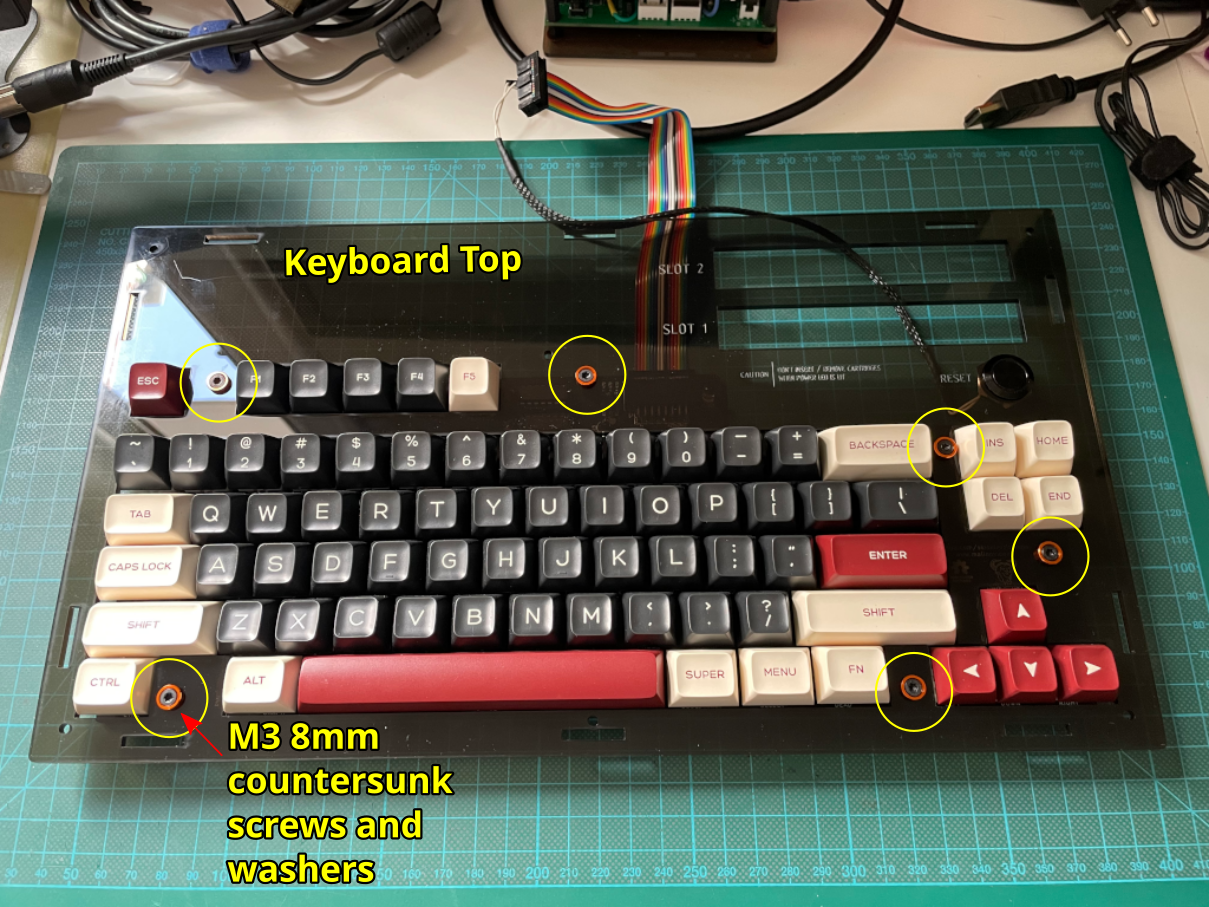 Keyboard Top
SLOT 2
SLOT 1
CAUTION DON'T INSERT / REMOVE CARTRIDGES
WHEN POWER LED IS LIT
RESET
ESC F1 F2 F3 F4 F5
~ ` ! 1 @ 2 # 3 $ 4 % 5 ^ 6 & 7 * 8 ( 9 ) 0 – - + = BACKSPACE INS HOME
TAB Q W E R T Y U I O P { [ } ] | \ DEL END
CAPS LOCK A S D F G H J K L : ; " ' ENTER
SHIFT Z X C V B N M < , > . ? / SHIFT
CTRL ALT SUPER MENU FN
M3 8mm
countersunk
screws and
washers